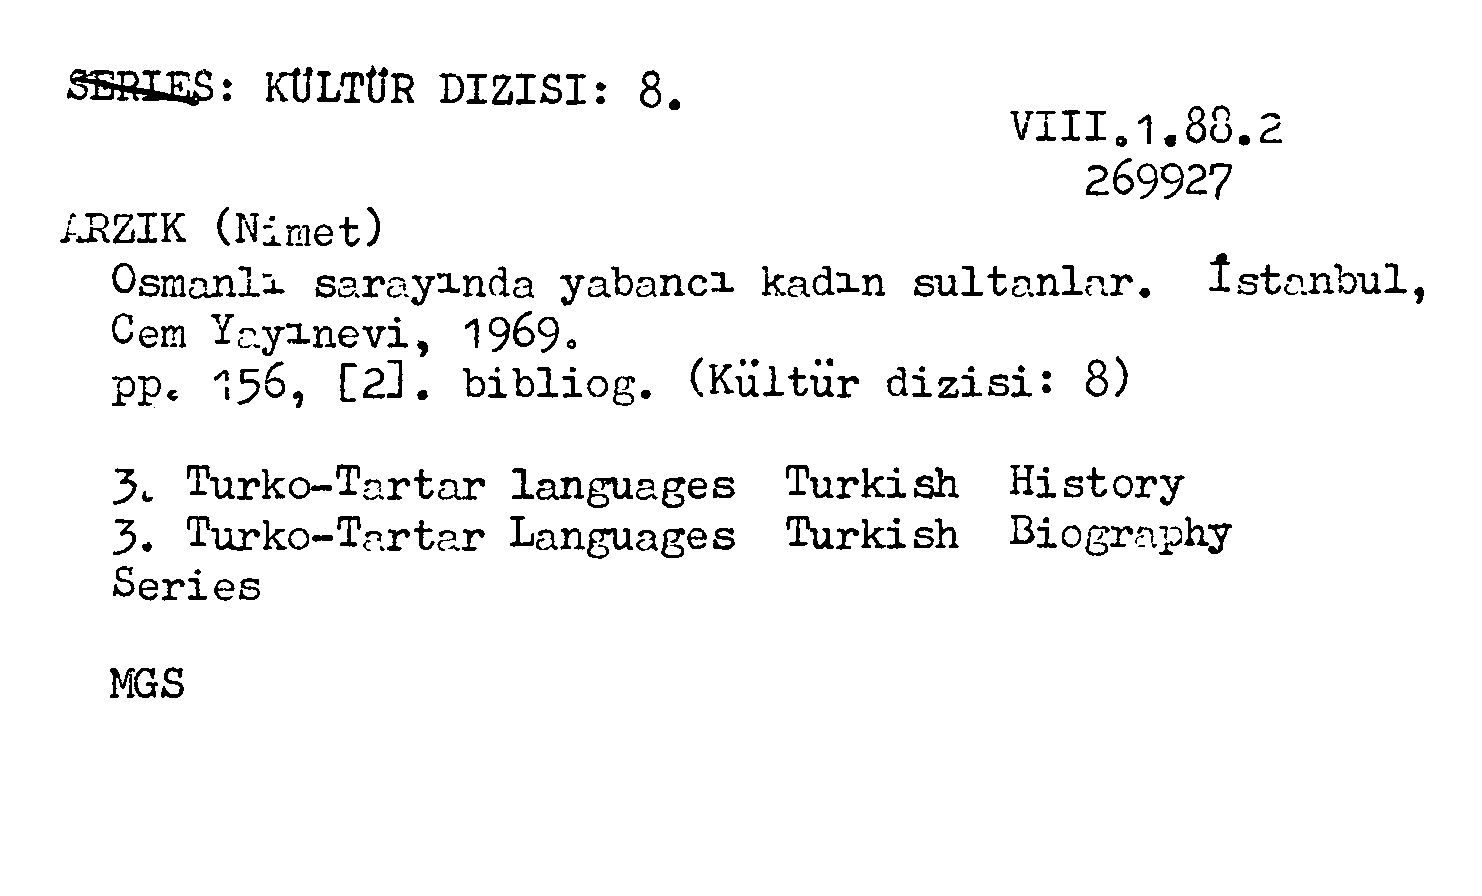 SERIES: KÜLTÜR DIZISI: 8.
VIII.1.88.2
269927
ARZIK (Nimet)
Osmanlı sarayında yabancı kadın sultanlar. İstanbul,
Cem Yayınevi, 1969.
pp. 156, [2]. bibliog. (Kültür dizisi: 8)
3. Turko-Tartar languages Turkish History
3. Turko-Tartar Languages Turkish Biography
Series
MGS